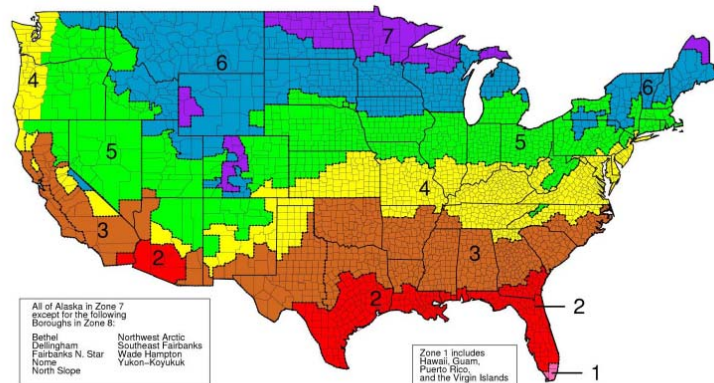 7
6
6
4
5
5
4
3
3
2
2
2
1
All of Alaska in Zone 7
except for the following
Boroughs in Zone 8:
Bethel Northwest Arctic
Dellingham Southeast Fairbanks
Fairbanks N. Star Wade Hampton
Nome Yukon-Koyukuk
North Slope
Zone 1 includes
Hawaii, Guam,
Puerto Rico,
and the Virgin Islands